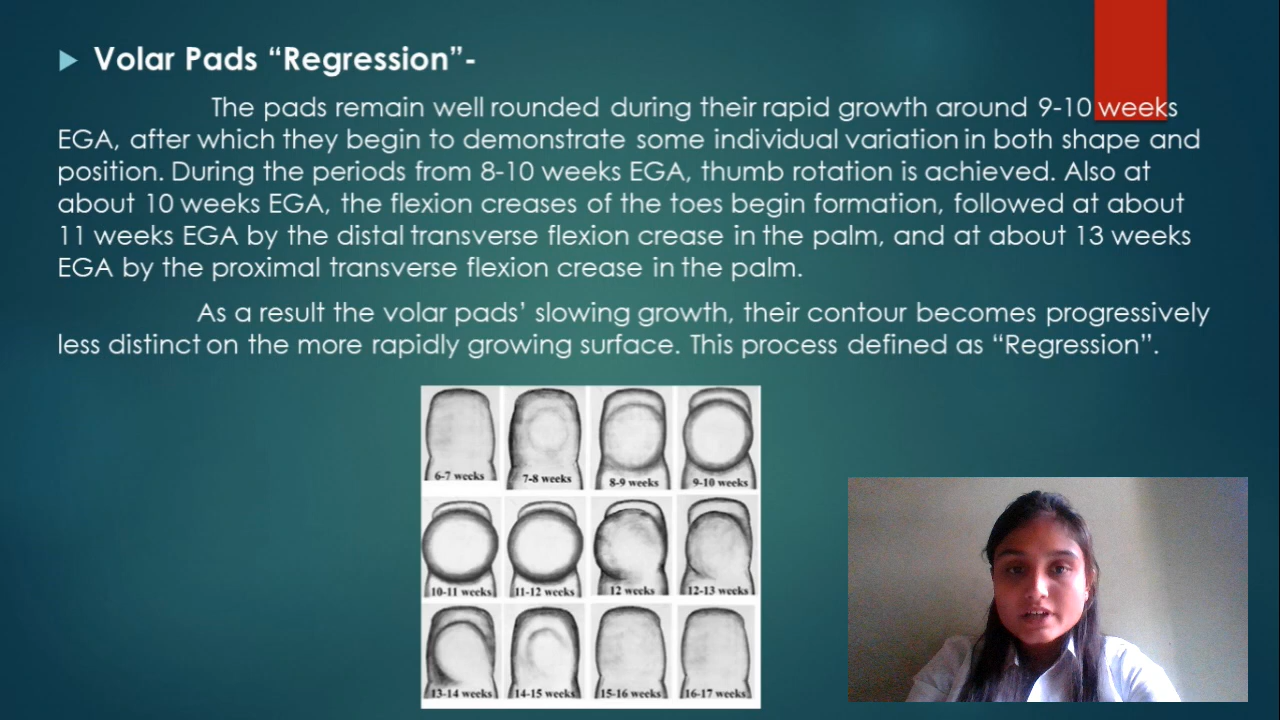 Volar Pads “Regression”-
The pads remain well rounded during their rapid growth around 9-10 weeks
EGA, after which they begin to demonstrate some individual variation in both shape and
position. During the periods from 8-10 weeks EGA, thumb rotation is achieved. Also at
about 10 weeks EGA, the flexion creases of the toes begin formation, followed at about
11 weeks EGA by the distal transverse flexion crease in the palm, and at about 13 weeks
EGA by the proximal transverse flexion crease in the palm.
As a result the volar pads’ slowing growth, their contour becomes progressively
less distinct on the more rapidly growing surface. This process defined as “Regression”.
6-7 weeks
7-8 weeks
8-9 weeks
9-10 weeks
10-11 weeks
11-12 weeks
12 weeks
12-13 weeks
13-14 weeks
14-15 weeks
15-16 weeks
16-17 weeks